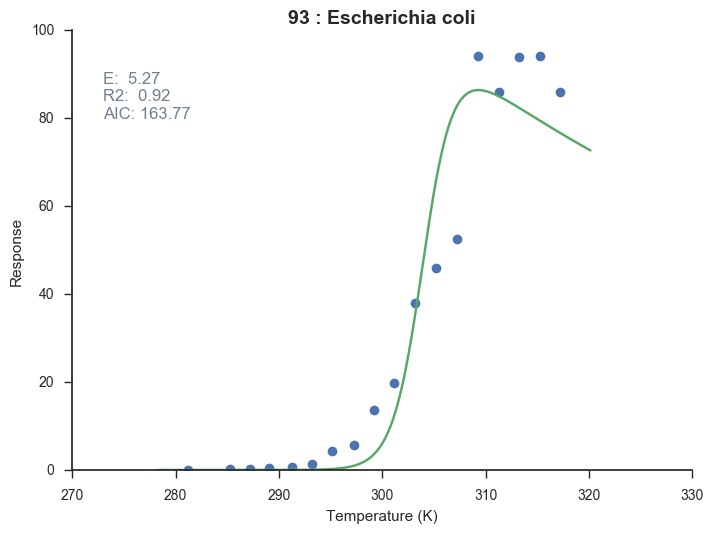 93 : Escherichia coli
E:  5.27
R2:  0.92
AIC: 163.77
Response
100
80
60
40
20
0
270 280 290 300 310 320 330
Temperature (K)